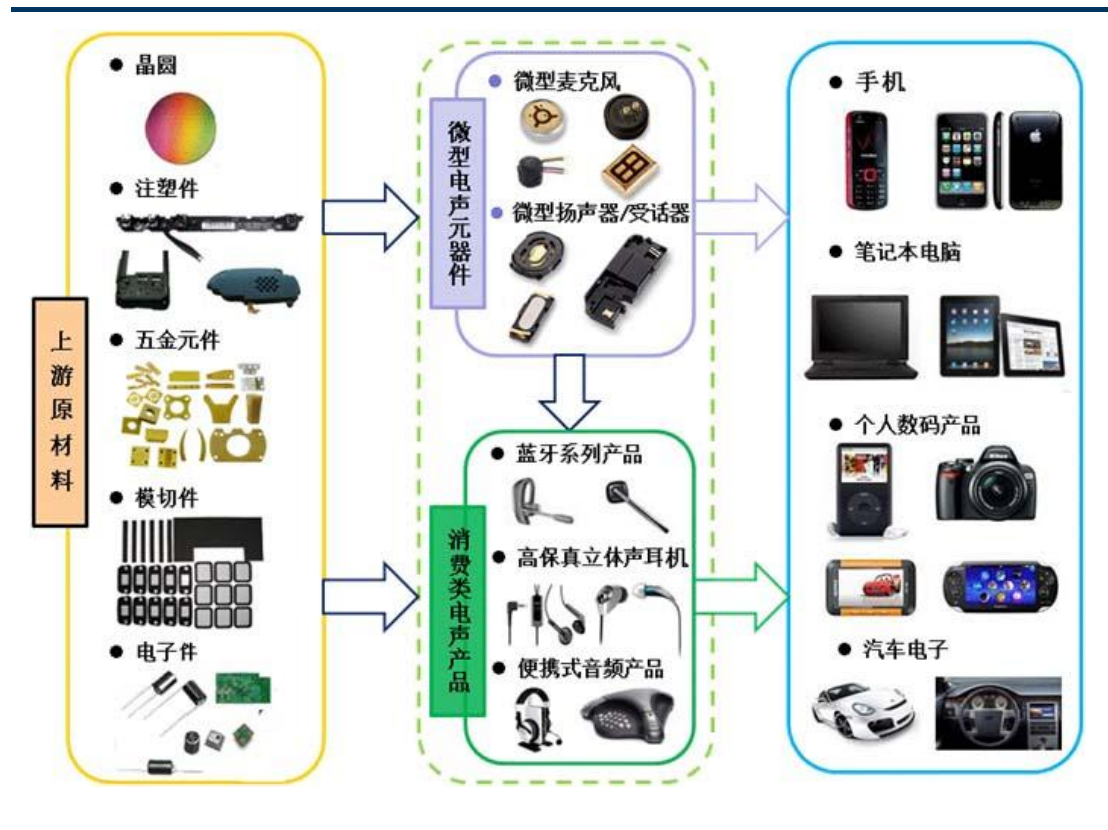 上游原材料
晶圆
注塑件
五金元件
模切件
电子件
微型电声元器件
微型麦克风
微型扬声器/受话器
消费类电声产品
蓝牙系列产品
高保真立体声耳机
便携式音频产品
手机
笔记本电脑
个人数码产品
Nikon
汽车电子